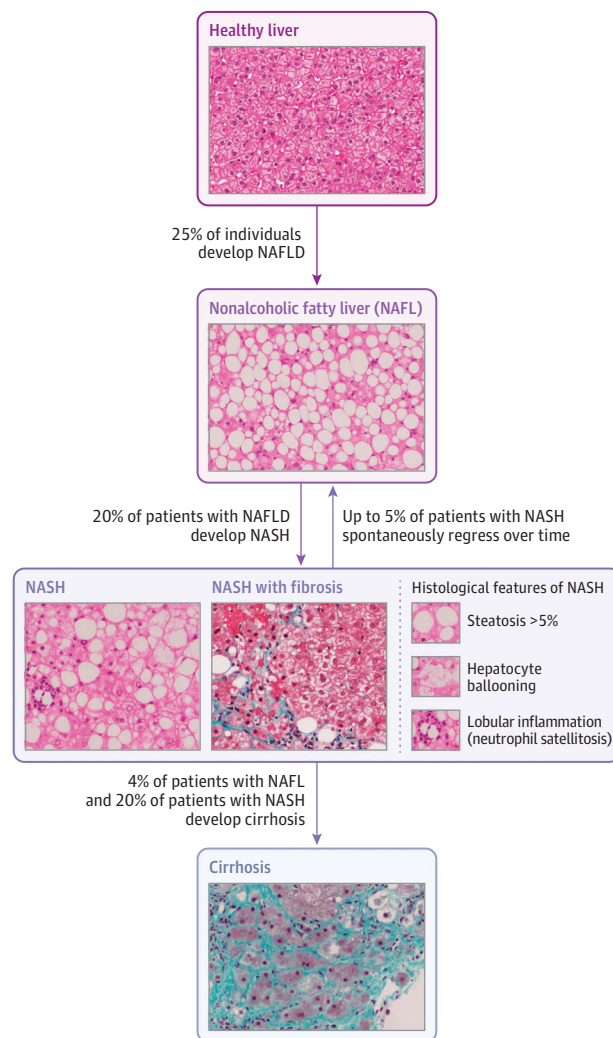 Healthy liver
25% of individuals
develop NAFLD
Nonalcoholic fatty liver (NAFL)
20% of patients with NAFLD
develop NASH
Up to 5% of patients with NASH
spontaneously regress over time
NASH
NASH with fibrosis
Histological features of NASH
Steatosis >5%
Hepatocyte
ballooning
Lobular inflammation
(neutrophil satellitosis)
4% of patients with NAFL
and 20% of patients with NASH
develop cirrhosis
Cirrhosis